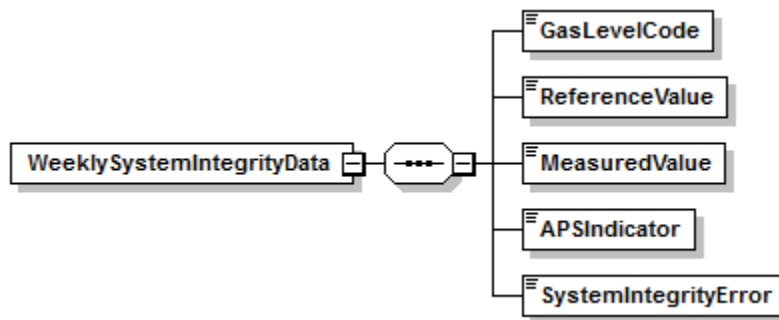 GasLevelCode
ReferenceValue
WeeklySystemIntegrityData
MeasuredValue
APSIndicator
SystemIntegrityError